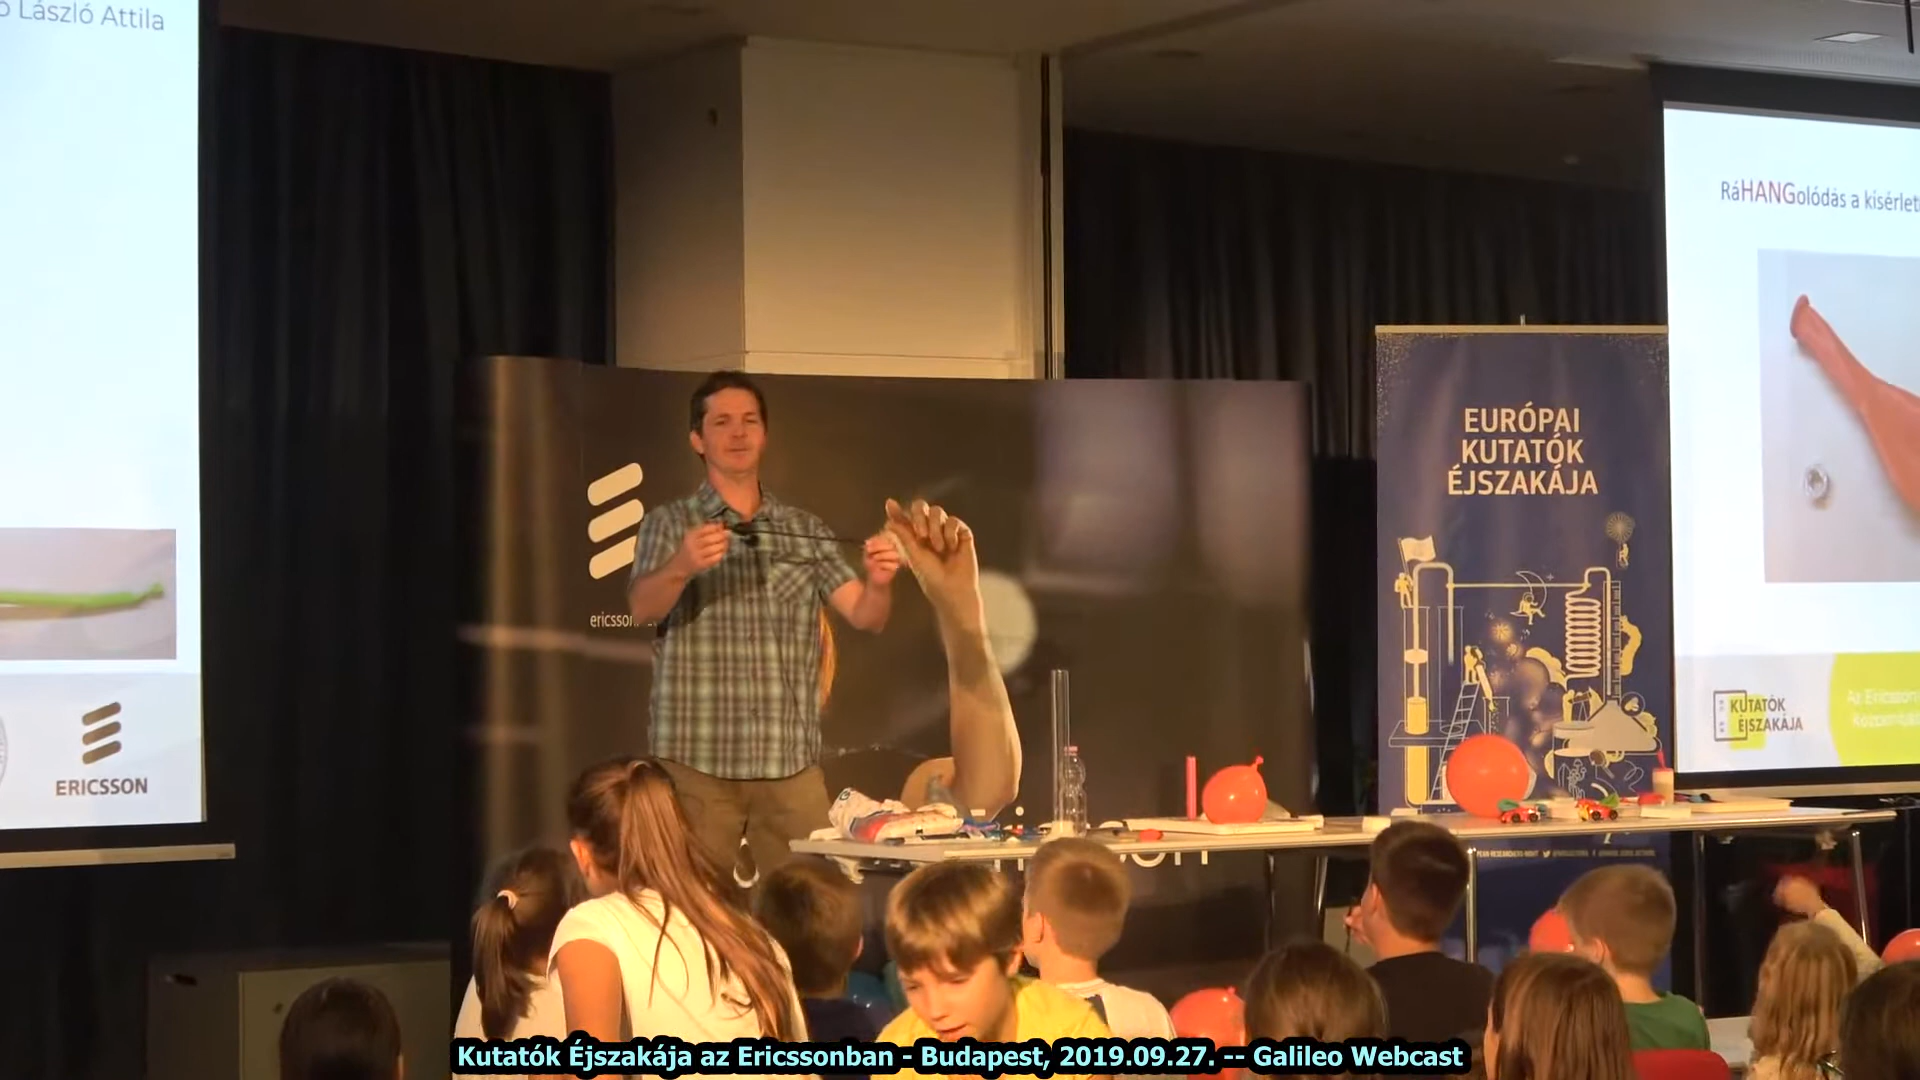 László Attila
ERICSSON
EURÓPAI
KUTATÓK
ÉJSZAKÁJA
RáHANGolódás a kísérlet
KUTATÓK
ÉJSZAKÁJA
Az Ericsson
Kutatók Éjszakája az Ericssonban - Budapest, 2019.09.27. -- Galileo Webcast